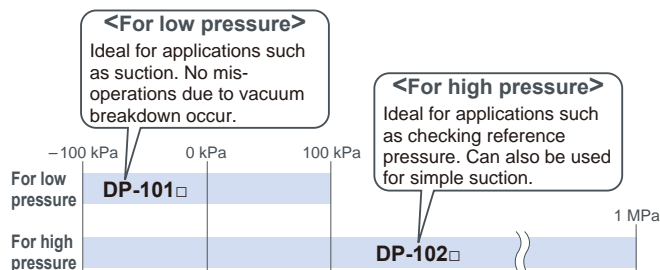 <For low pressure>
Ideal for applications such
as suction. No mis-
operations due to vacuum
breakdown occur.
<For high pressure>
Ideal for applications such
as checking reference
pressure. Can also be used
for simple suction.
−100 kPa 0 kPa 100 kPa
For low
pressure
DP-101□
1 MPa
For high
pressure
DP-102□